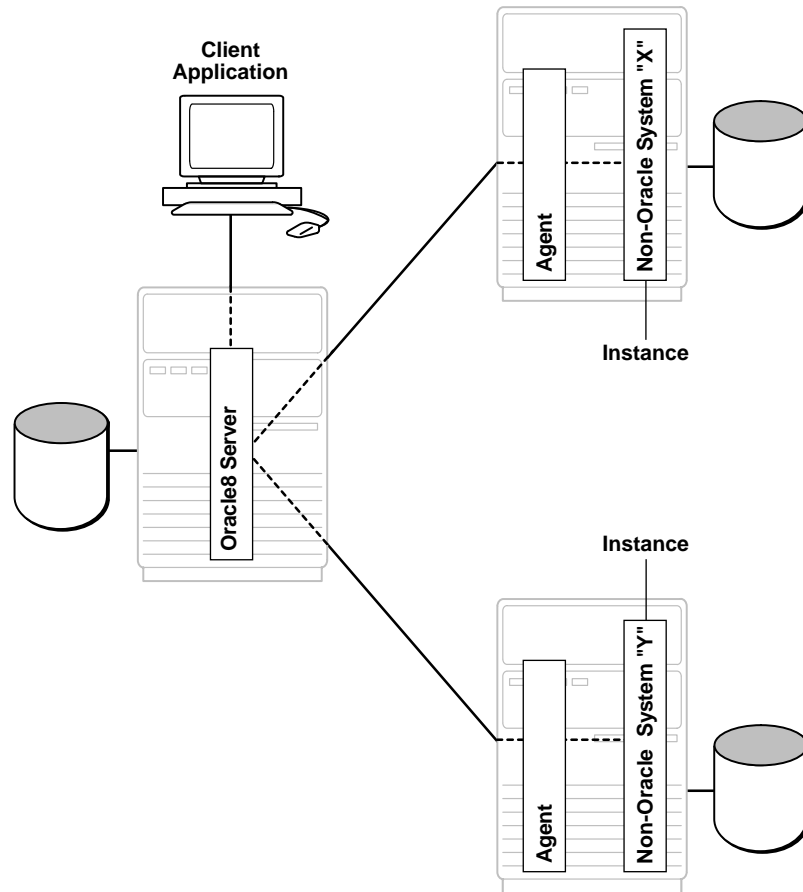 Client
Application
Oracle8 Server
Agent
Non-Oracle System "X"
Instance
Instance
Agent
Non-Oracle System "Y"